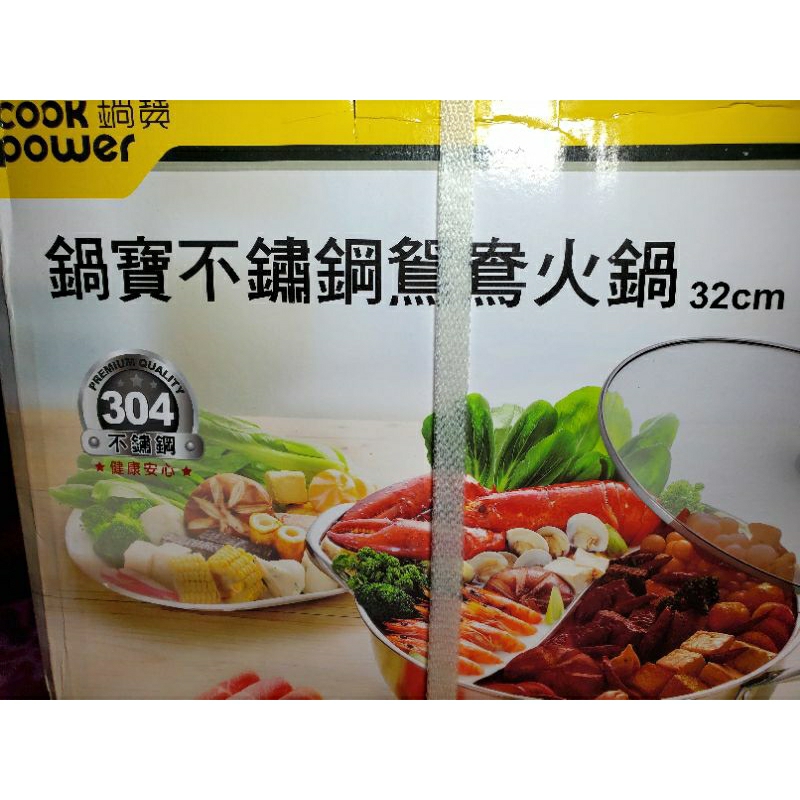 cook 鍋寶
power
鍋寶不鏽鋼鴛鴦火鍋 32cm
PREMIUM QUALITY
304
不鏽鋼
★健康安心★